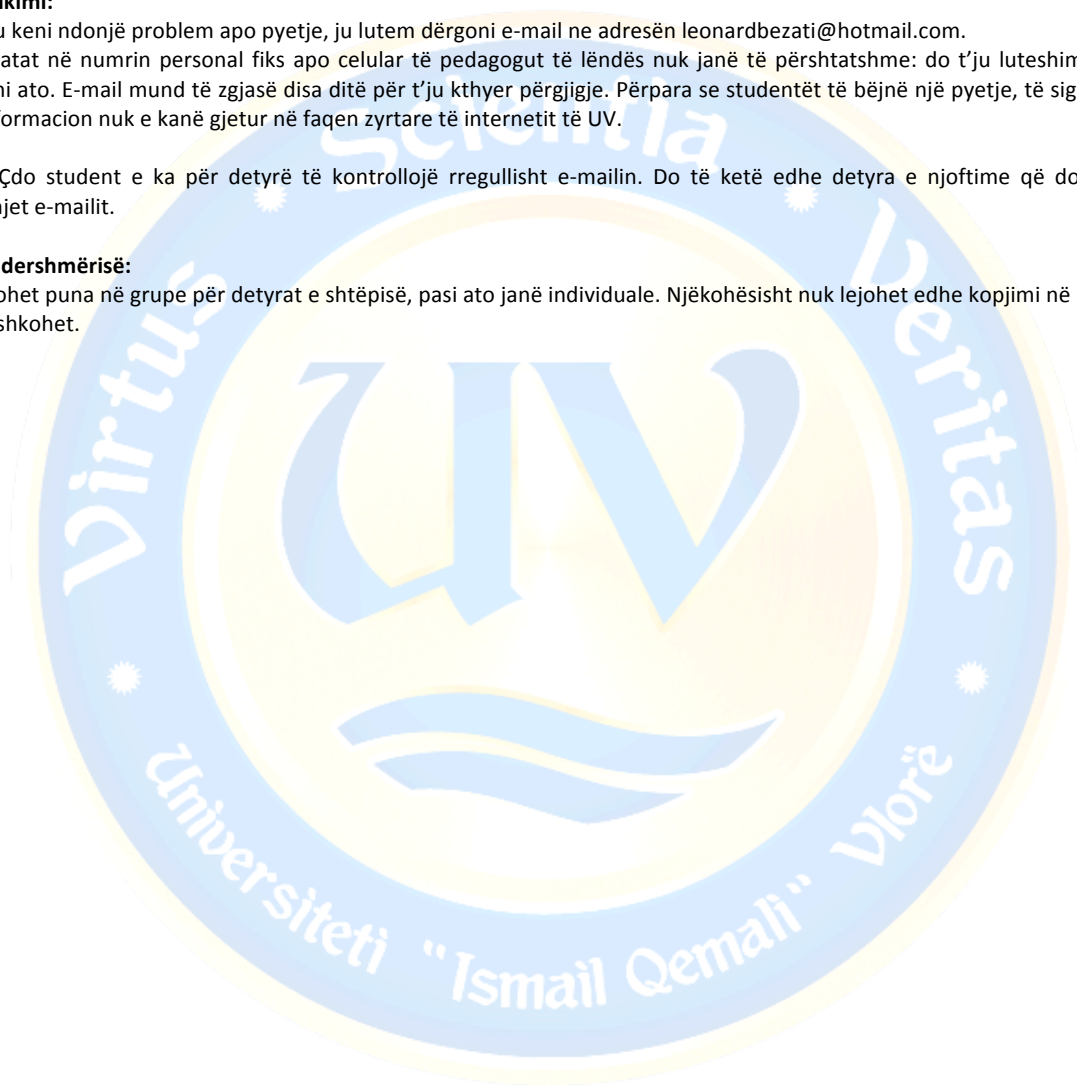 u keni ndonjë problem apo pyetje, ju lutem dërgoni e-mail ne adresën leonardbezati@hotmail.com.
atat në numrin personal fiks apo celular të pedagogut të lëndës nuk janë të përshtatshme: do t’ju luteshim
ni ato. E-mail mund të zgjasë disa ditë për t’ju kthyer përgjigje. Përpara se studentët të bëjnë një pyetje, të sig
formacion nuk e kanë gjetur në faqen zyrtare të internetit të UV.
Çdo student e ka për detyrë të kontrollojë rregullisht e-mailin. Do të ketë edhe detyra e njoftime që do
jet e-mailit.
dershmërisë:
ohet puna në grupe për detyrat e shtëpisë, pasi ato janë individuale. Njëkohësisht nuk lejohet edhe kopjimi në
shkohet.
Virtus Scientia Veritas
UV
Universiteti "Ismail Qemali" Vlorë